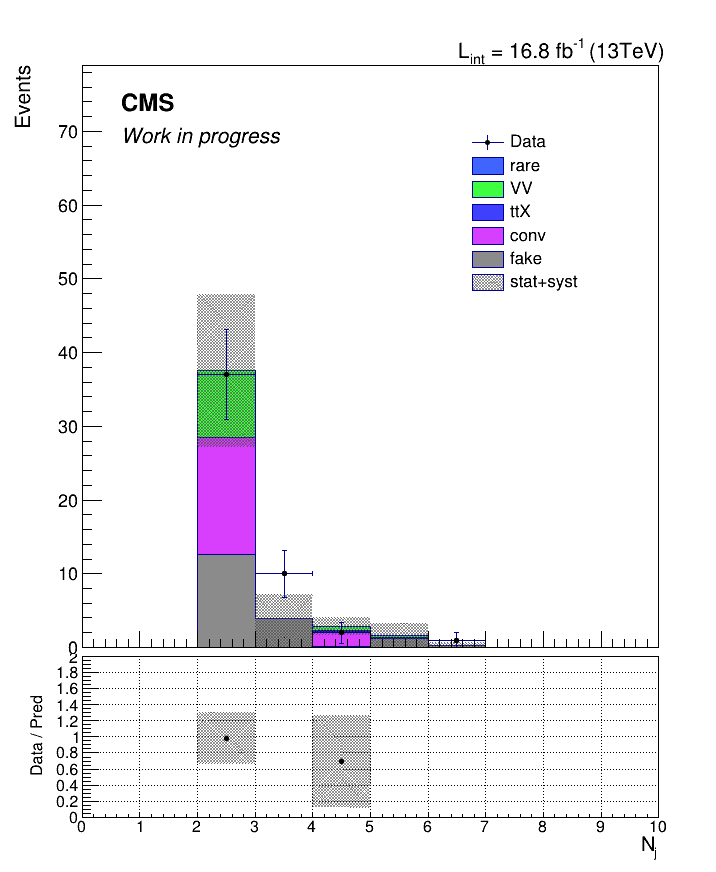 L_int = 16.8 fb^-1 (13TeV)
Events
CMS
Work in progress
Data
rare
VV
ttX
conv
fake
stat+syst
70
60
50
40
30
20
10
0
Data / Pred
2
1.8
1.6
1.4
1.2
1
0.8
0.6
0.4
0.2
0
0 1 2 3 4 5 6 7 8 9 10
N_j